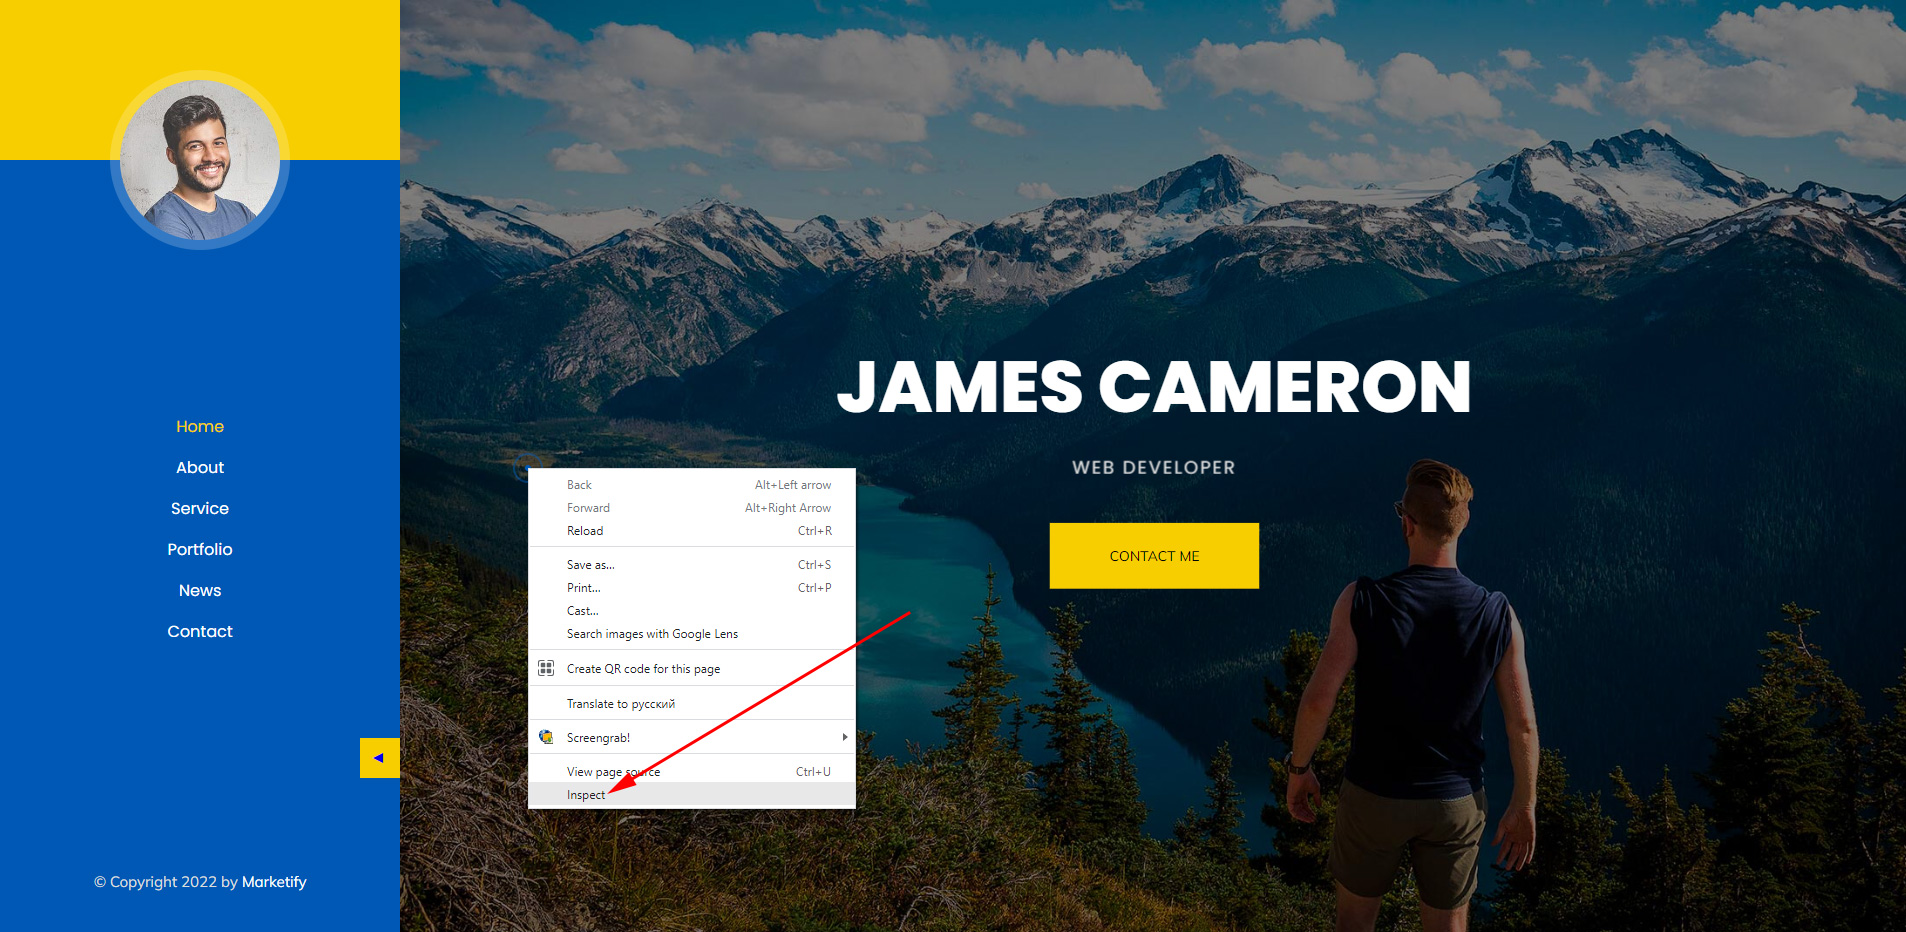 Home
About
Service
Portfolio
News
Contact
© Copyright 2022 by Marketify
JAMES CAMERON
WEB DEVELOPER
CONTACT ME
Back Alt+Left arrow
Forward Alt+Right Arrow
Reload Ctrl+R
Save as... Ctrl+S
Print... Ctrl+P
Cast...
Search images with Google Lens
Create QR code for this page
Translate to русский
Screengrab!
View page source Ctrl+U
Inspect